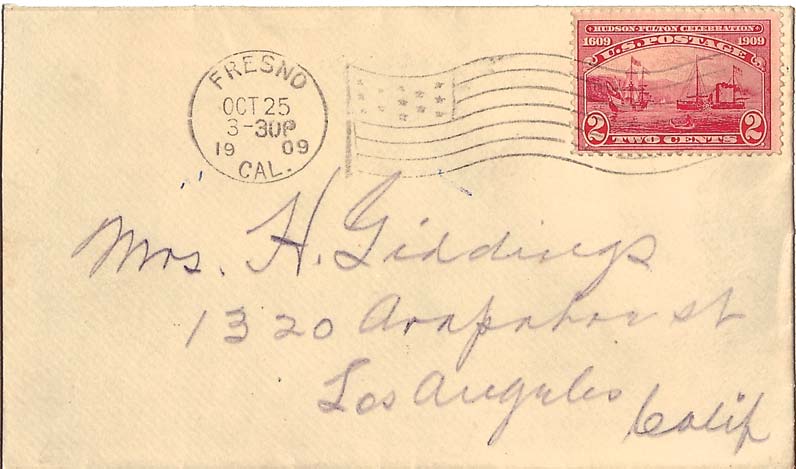 HUDSON-FULTON CELEBRATION
1609 1909
U.S. POSTAGE
2 2
TWO CENTS
FRESNO
OCT 25
3-30P
19 09
CAL.
Mrs. H. Giddings
1320 Arapahoe st
Los Angeles
Calif